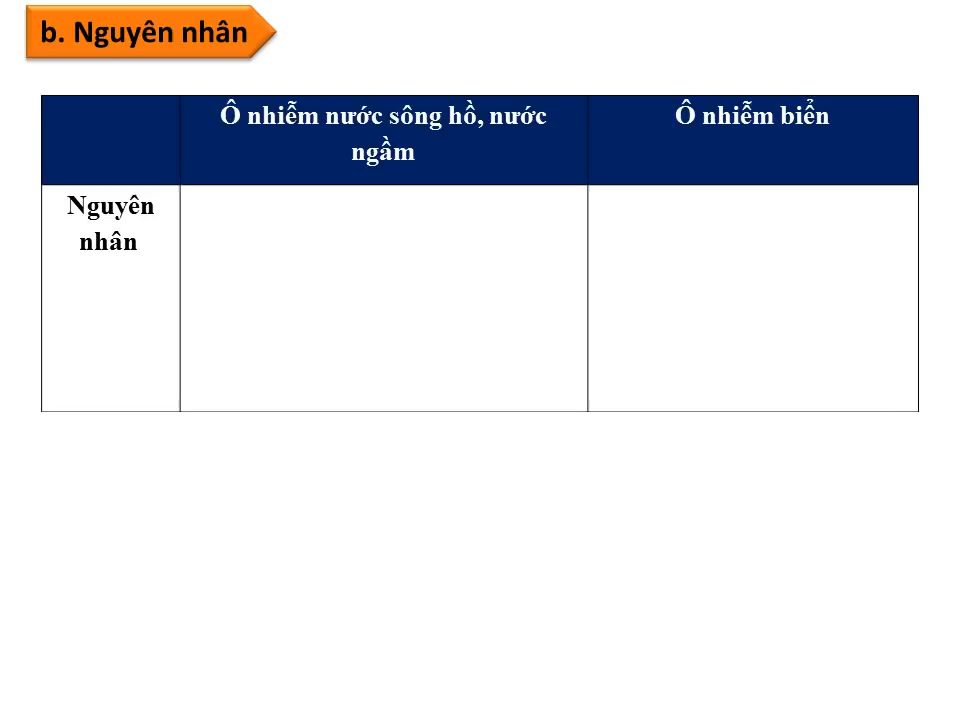 b. Nguyên nhân
Ô nhiễm nước sông hồ, nước
ngầm
Ô nhiễm biển
Nguyên
nhân